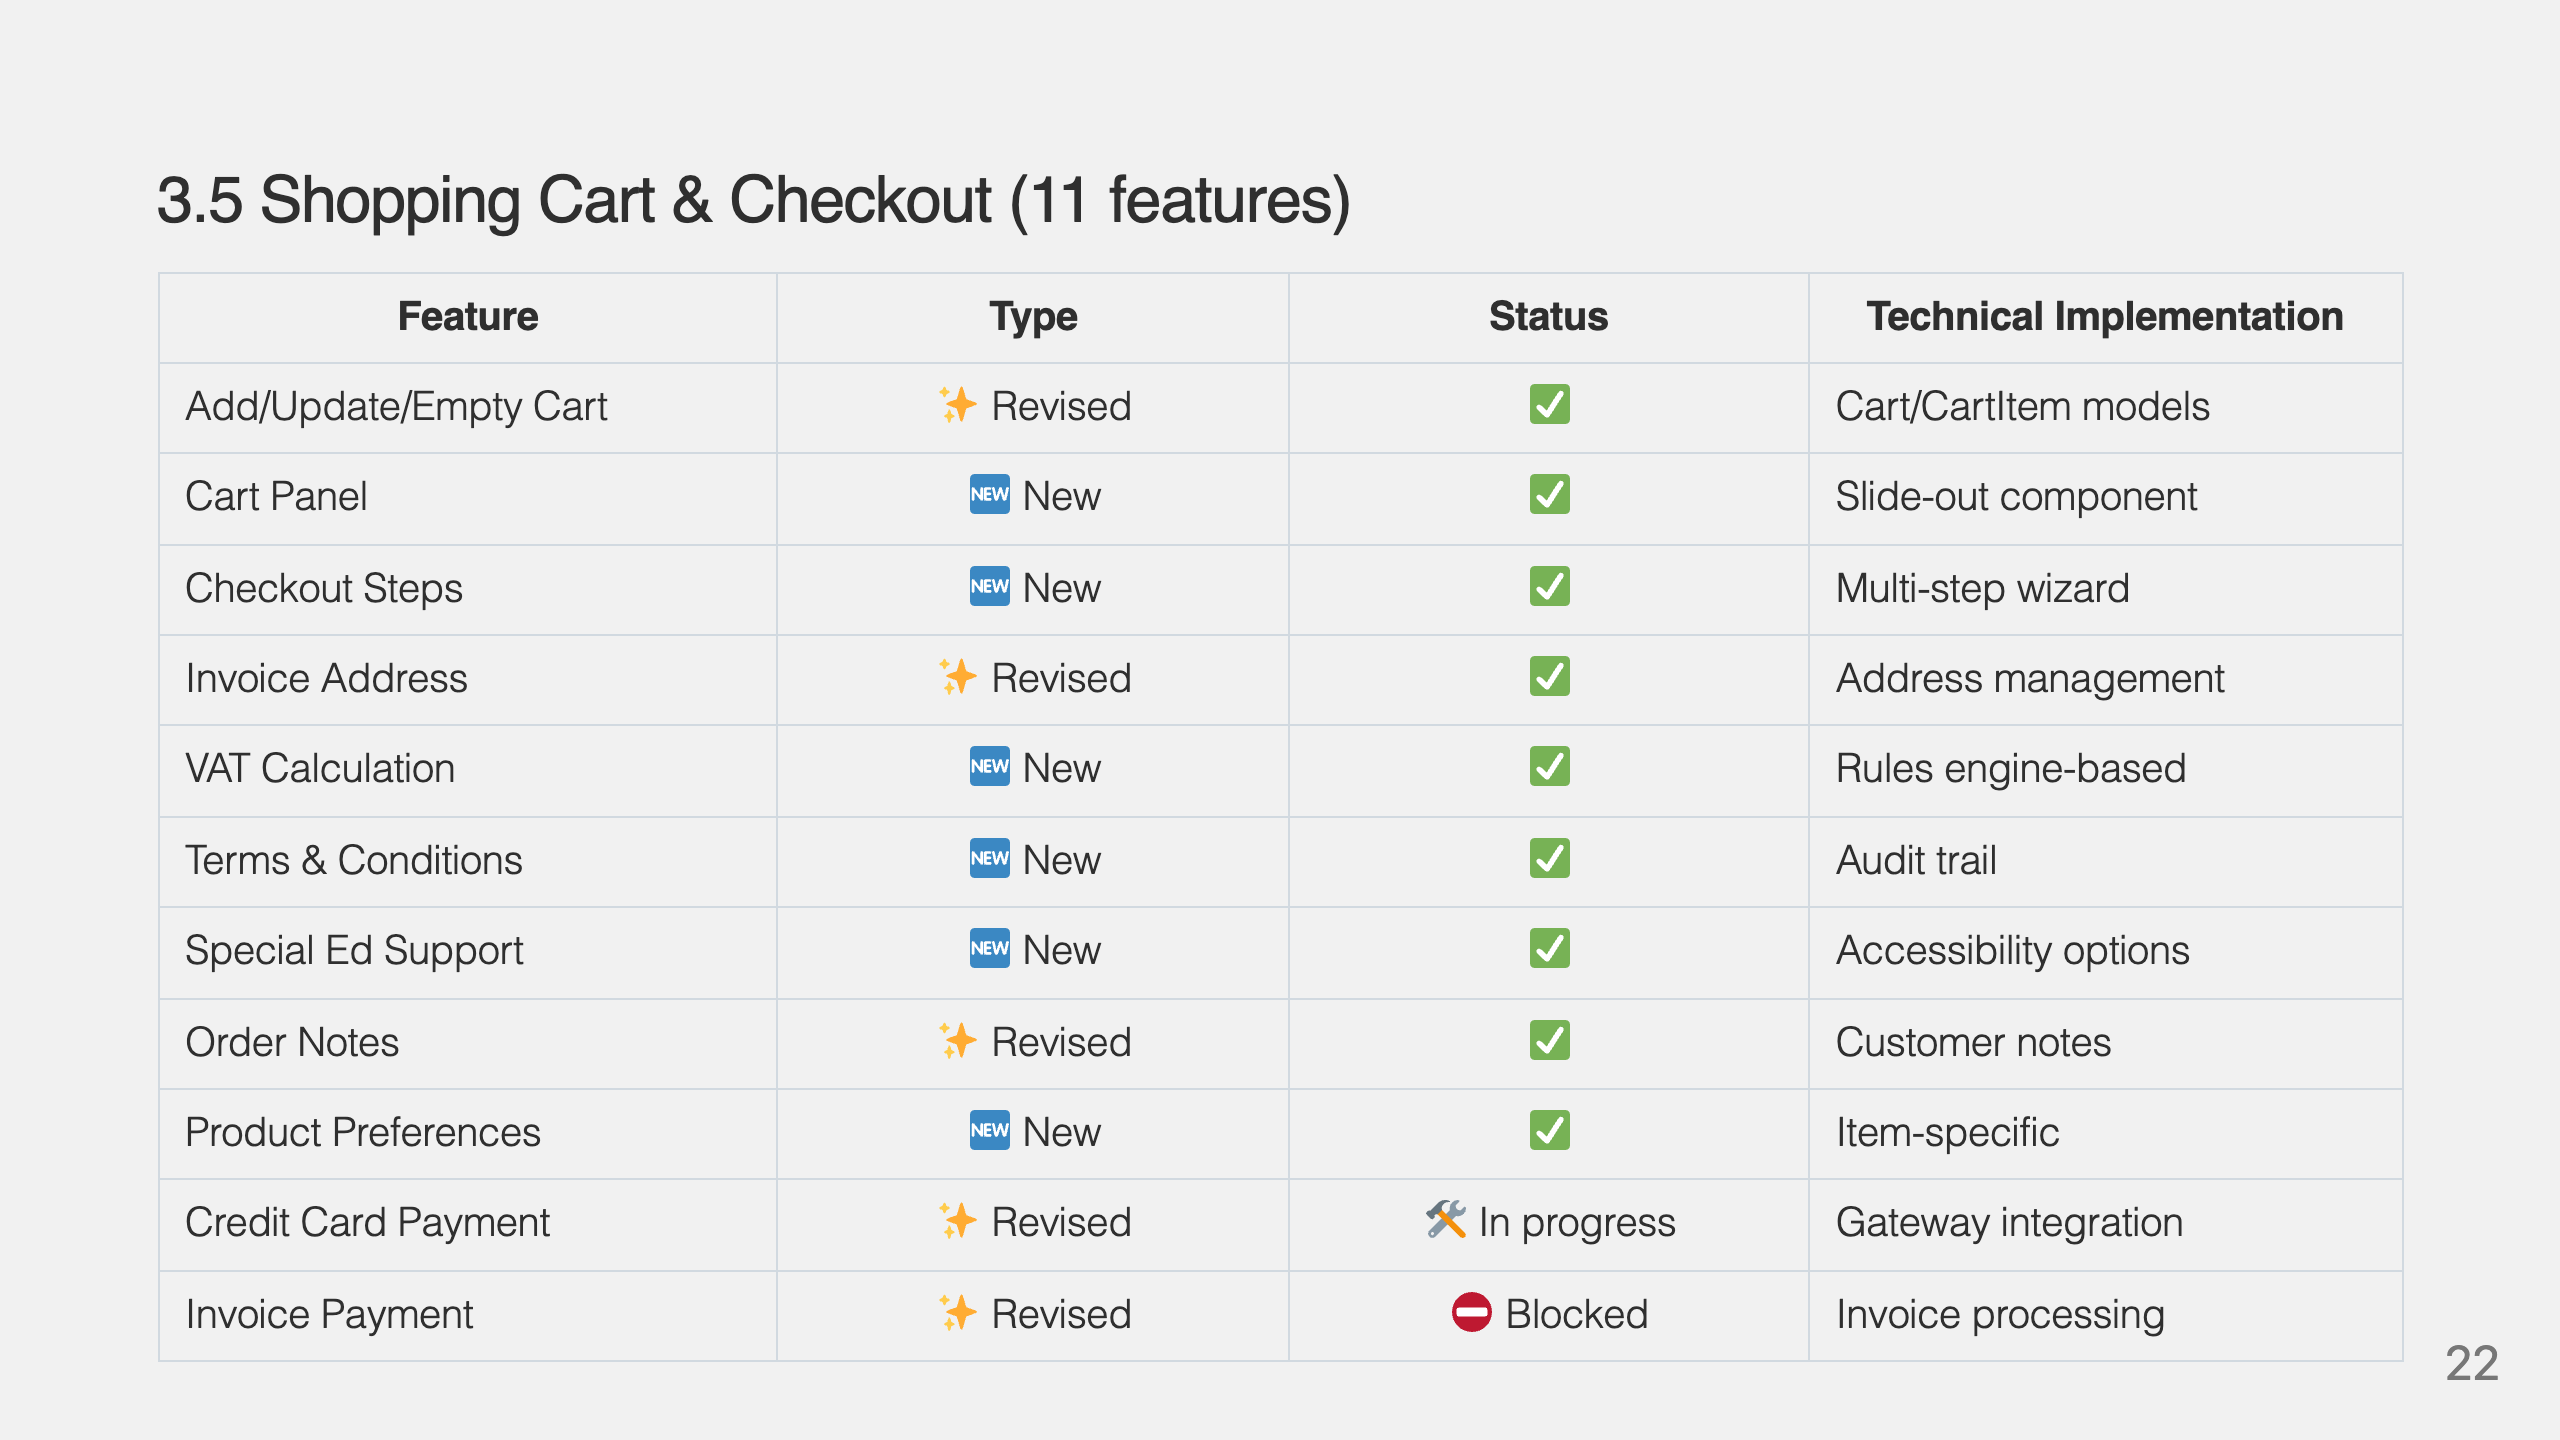 3.5 Shopping Cart & Checkout (11 features)
Feature Type Status Technical Implementation
Add/Update/Empty Cart ✨ Revised ✅ Cart/CartItem models
Cart Panel 🆕 New ✅ Slide-out component
Checkout Steps 🆕 New ✅ Multi-step wizard
Invoice Address ✨ Revised ✅ Address management
VAT Calculation 🆕 New ✅ Rules engine-based
Terms & Conditions 🆕 New ✅ Audit trail
Special Ed Support 🆕 New ✅ Accessibility options
Order Notes ✨ Revised ✅ Customer notes
Product Preferences 🆕 New ✅ Item-specific
Credit Card Payment ✨ Revised 🛠️ In progress Gateway integration
Invoice Payment ✨ Revised ⛔ Blocked Invoice processing
22